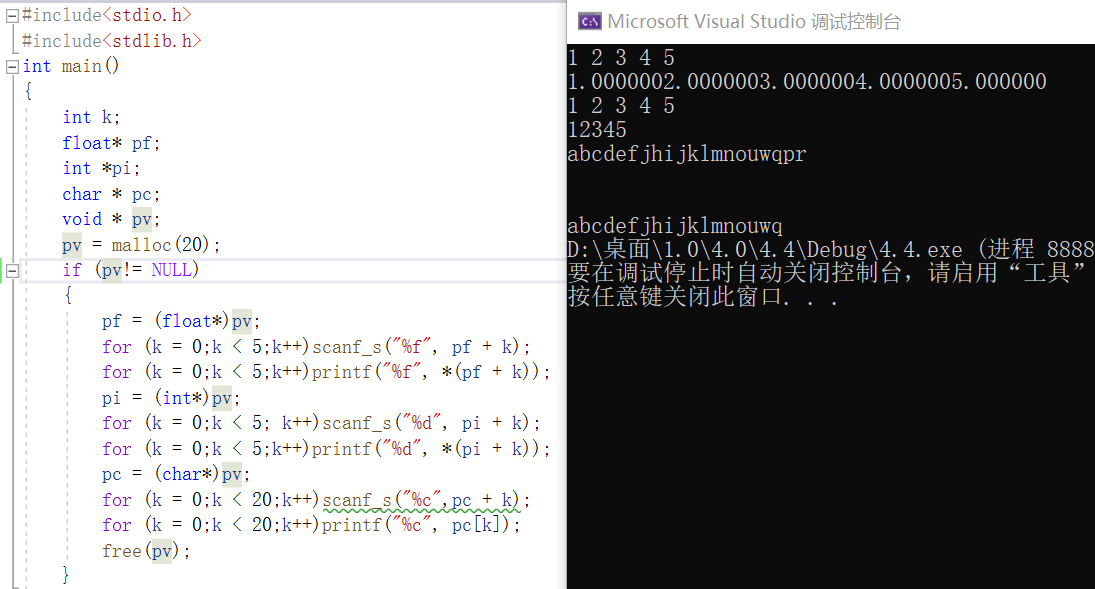 #include<stdio.h>
#include<stdlib.h>
int main()
{
int k;
float* pf;
int *pi;
char * pc;
void * pv;
pv = malloc(20);
if (pv!= NULL)
{
pf = (float*)pv;
for (k = 0;k < 5;k++)scanf_s("%f", pf + k);
for (k = 0;k < 5;k++)printf("%f", *(pf + k));
pi = (int*)pv;
for (k = 0;k < 5; k++)scanf_s("%d", pi + k);
for (k = 0;k < 5;k++)printf("%d", *(pi + k));
pc = (char*)pv;
for (k = 0;k < 20;k++)scanf_s("%c",pc + k);
for (k = 0;k < 20;k++)printf("%c", pc[k]);
free(pv);
}
C:\ Microsoft Visual Studio 调试控制台
1 2 3 4 5
1.0000002.0000003.0000004.0000005.000000
1 2 3 4 5
12345
abcdefjhijklmnouwqpr
abcdefjhijklmnouwq
D:\桌面\1.0\4.0\4.4\Debug\4.4.exe (进程 8888
要在调试停止时自动关闭控制台，请启用“工具”
按任意键关闭此窗口. . .